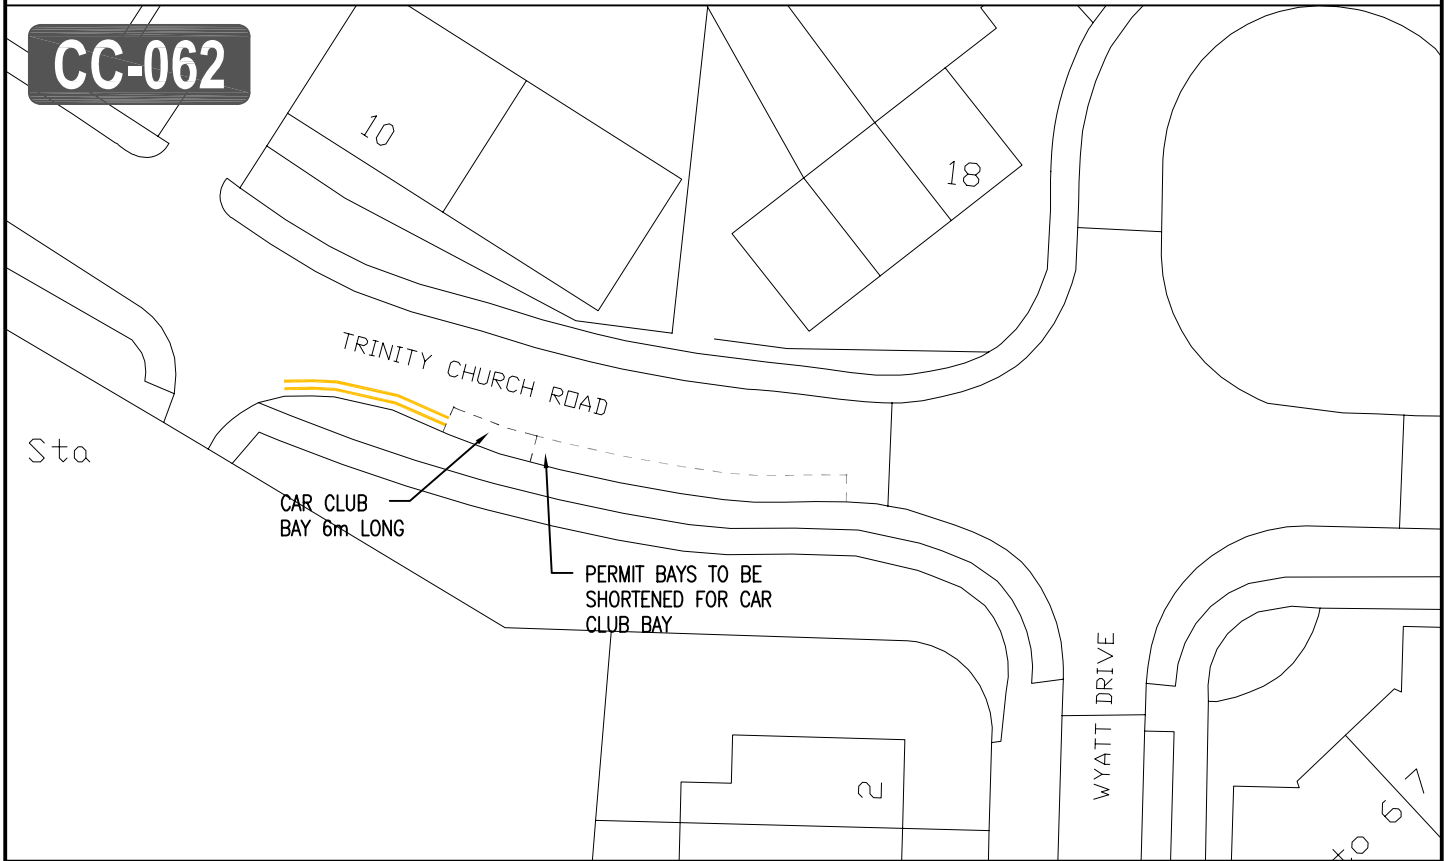 CC-062
10
18
TRINITY CHURCH ROAD
Sta
CAR CLUB
BAY 6m LONG
PERMIT BAYS TO BE
SHORTENED FOR CAR
CLUB BAY
WYATT DRIVE
2
6